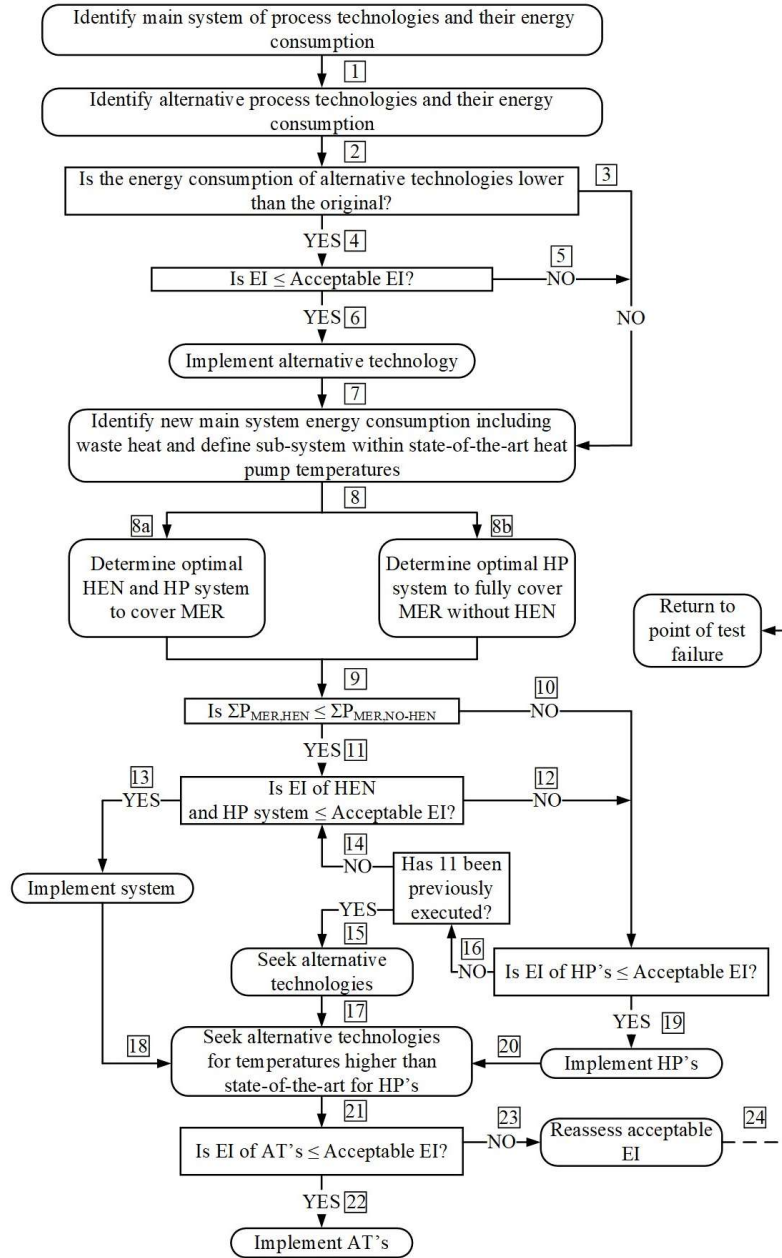 Identify main system of process technologies and their energy
consumption
1
Identify alternative process technologies and their energy
consumption
2
Is the energy consumption of alternative technologies lower
than the original?
3
YES 4
5
Is EI ≤ Acceptable EI?
NO
YES 6
NO
Implement alternative technology
7
Identify new main system energy consumption including
waste heat and define sub-system within state-of-the-art heat
pump temperatures
8
8a
8b
Determine optimal
HEN and HP system
to cover MER
Determine optimal HP
system to fully cover
MER without HEN
Return to
point of test
failure
9
10
Is ΣP_MER,HEN ≤ ΣP_MER,NO-HEN
NO
YES 11
13
YES
Is EI of HEN
and HP system ≤ Acceptable EI?
12
NO
14
NO
Has 11 been
previously
executed?
Implement system
YES
15
16
NO
Seek alternative
technologies
Is EI of HP's ≤ Acceptable EI?
17
YES 19
18
Seek alternative technologies
for temperatures higher than
state-of-the-art for HP's
20
Implement HP's
21
23
24
Is EI of AT's ≤ Acceptable EI?
NO
Reassess acceptable
EI
YES 22
Implement AT's